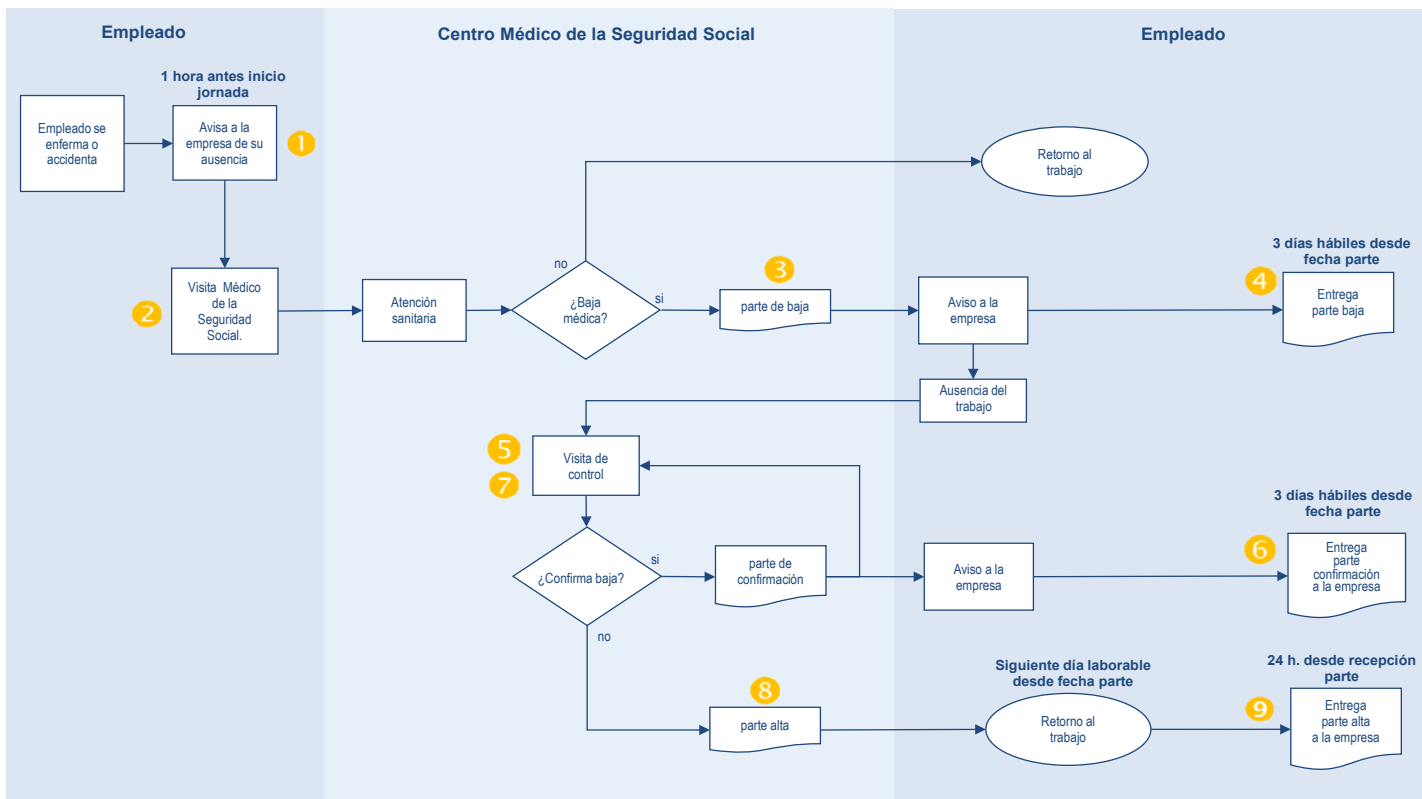 Empleado
Centro Médico de la Seguridad Social
Empleado
1 hora antes inicio
jornada
Empleado se
enferma o
accidenta
Avisa a la
empresa de su
ausencia
1
Retorno al
trabajo
2
Visita Médico
de la
Seguridad
Social.
Atención
sanitaria
no
¿Baja
médica?
si
3
parte de baja
Aviso a la
empresa
3 días hábiles desde
fecha parte
4
Entrega
parte baja
Ausencia del
trabajo
5
7
Visita de
control
¿Confirma baja?
si
no
parte de
confirmación
Aviso a la
empresa
3 días hábiles desde
fecha parte
6
Entrega
parte
confirmación
a la empresa
8
parte alta
Siguiente día laborable
desde fecha parte
Retorno al
trabajo
24 h. desde recepción
parte
9
Entrega
parte alta
a la empresa